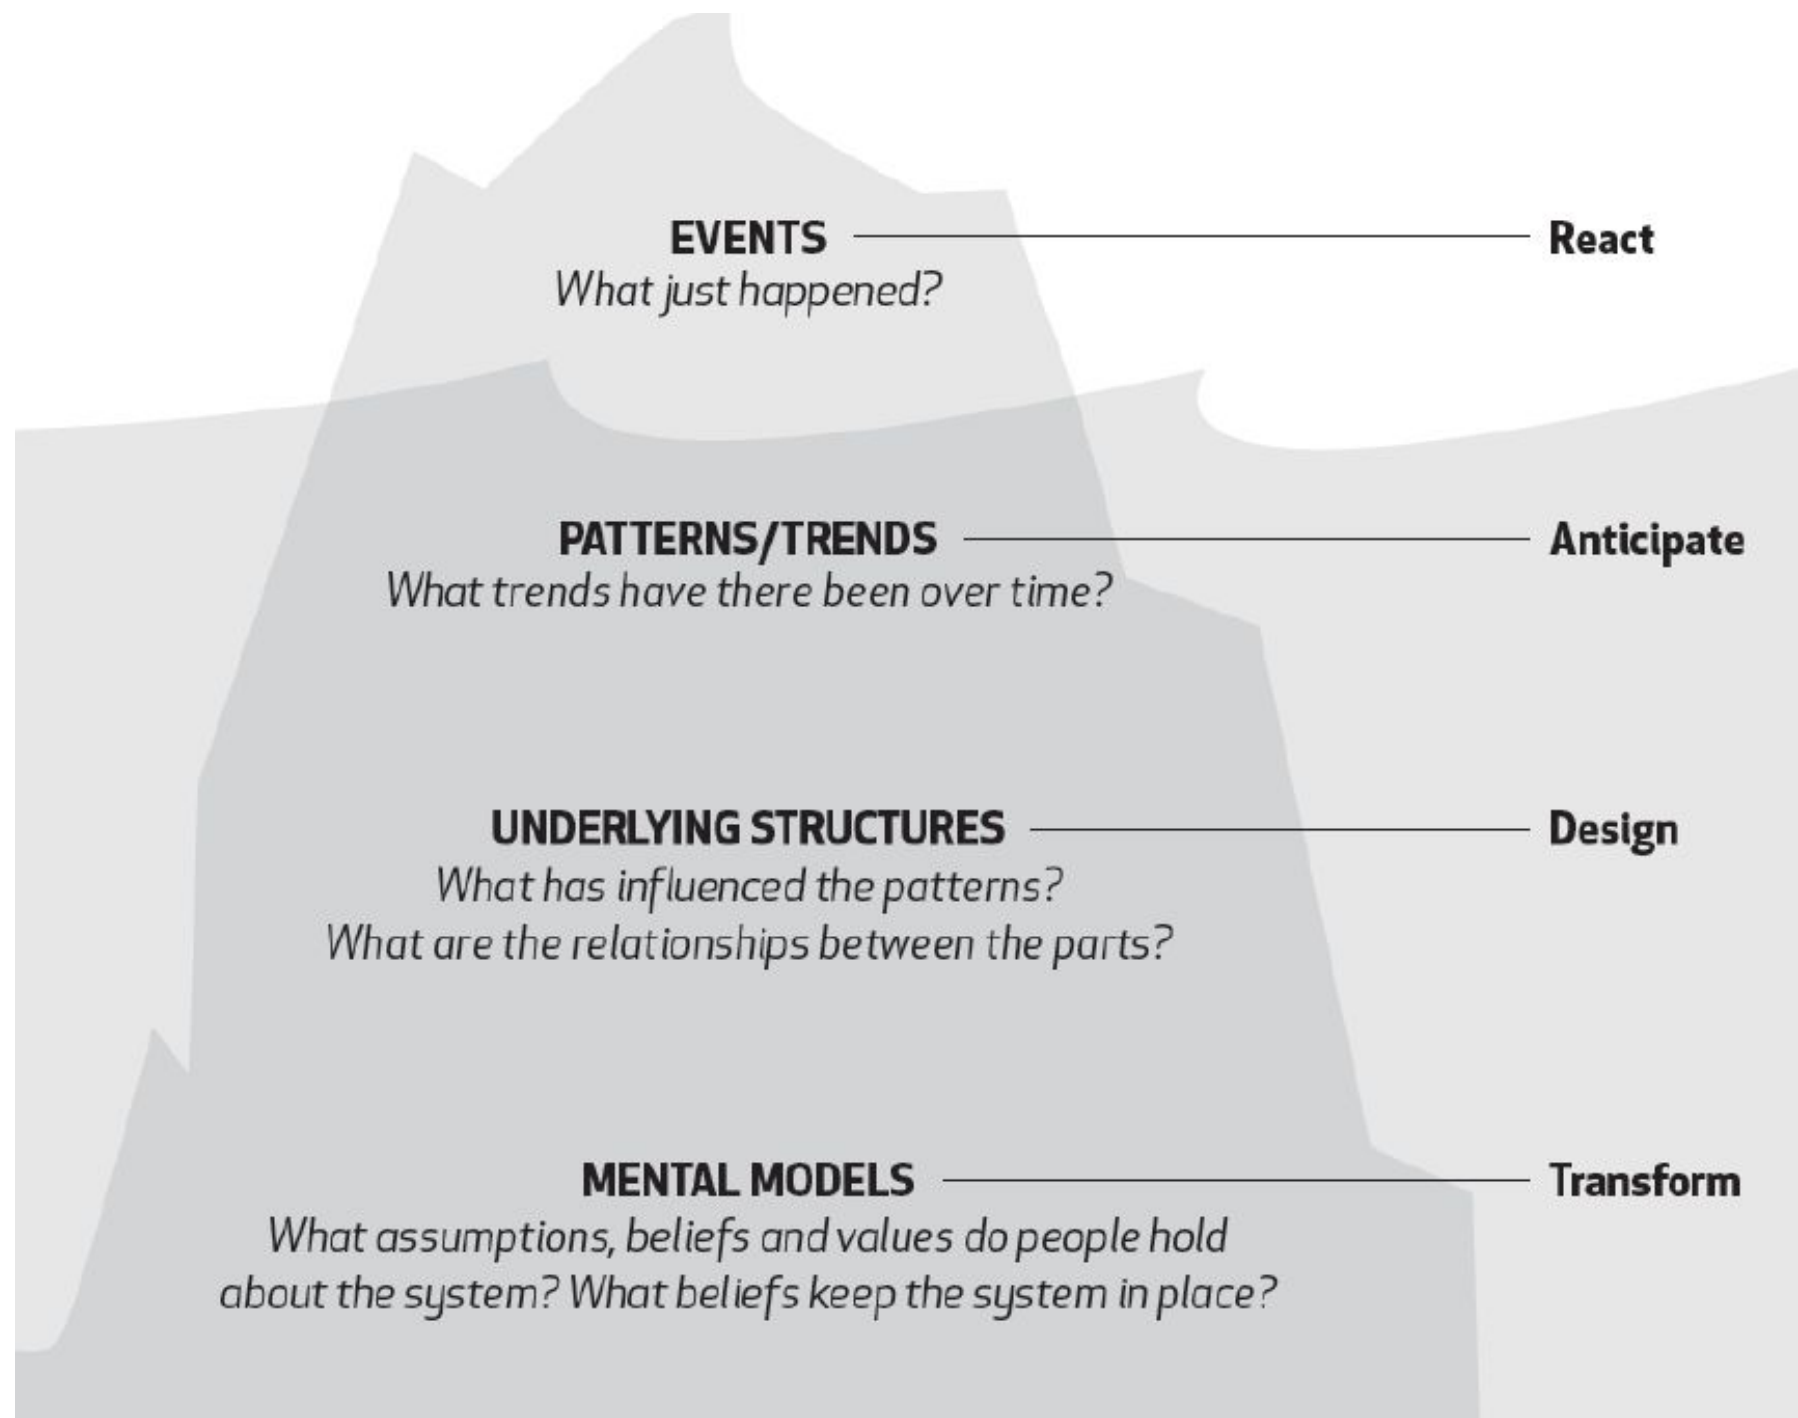 EVENTS React
What just happened?
PATTERNS/TRENDS Anticipate
What trends have there been over time?
UNDERLYING STRUCTURES Design
What has influenced the patterns?
What are the relationships between the parts?
MENTAL MODELS Transform
What assumptions, beliefs and values do people hold
about the system? What beliefs keep the system in place?